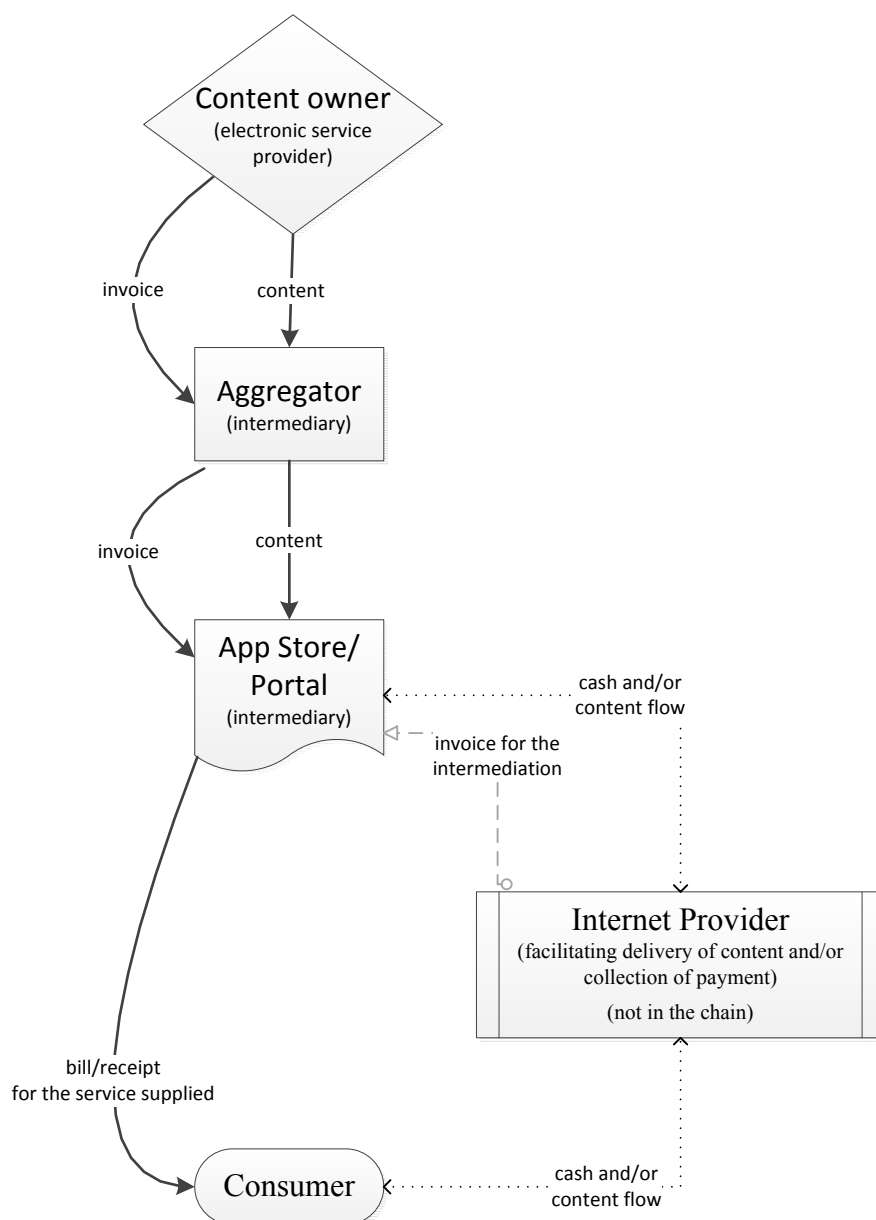 Content owner
(electronic service
provider)
invoice
content
Aggregator
(intermediary)
invoice
content
App Store/
Portal
(intermediary)
cash and/or
content flow
invoice for the
intermediation
Internet Provider
(facilitating delivery of content and/or
collection of payment)
(not in the chain)
bill/receipt
for the service supplied
Consumer
cash and/or
content flow